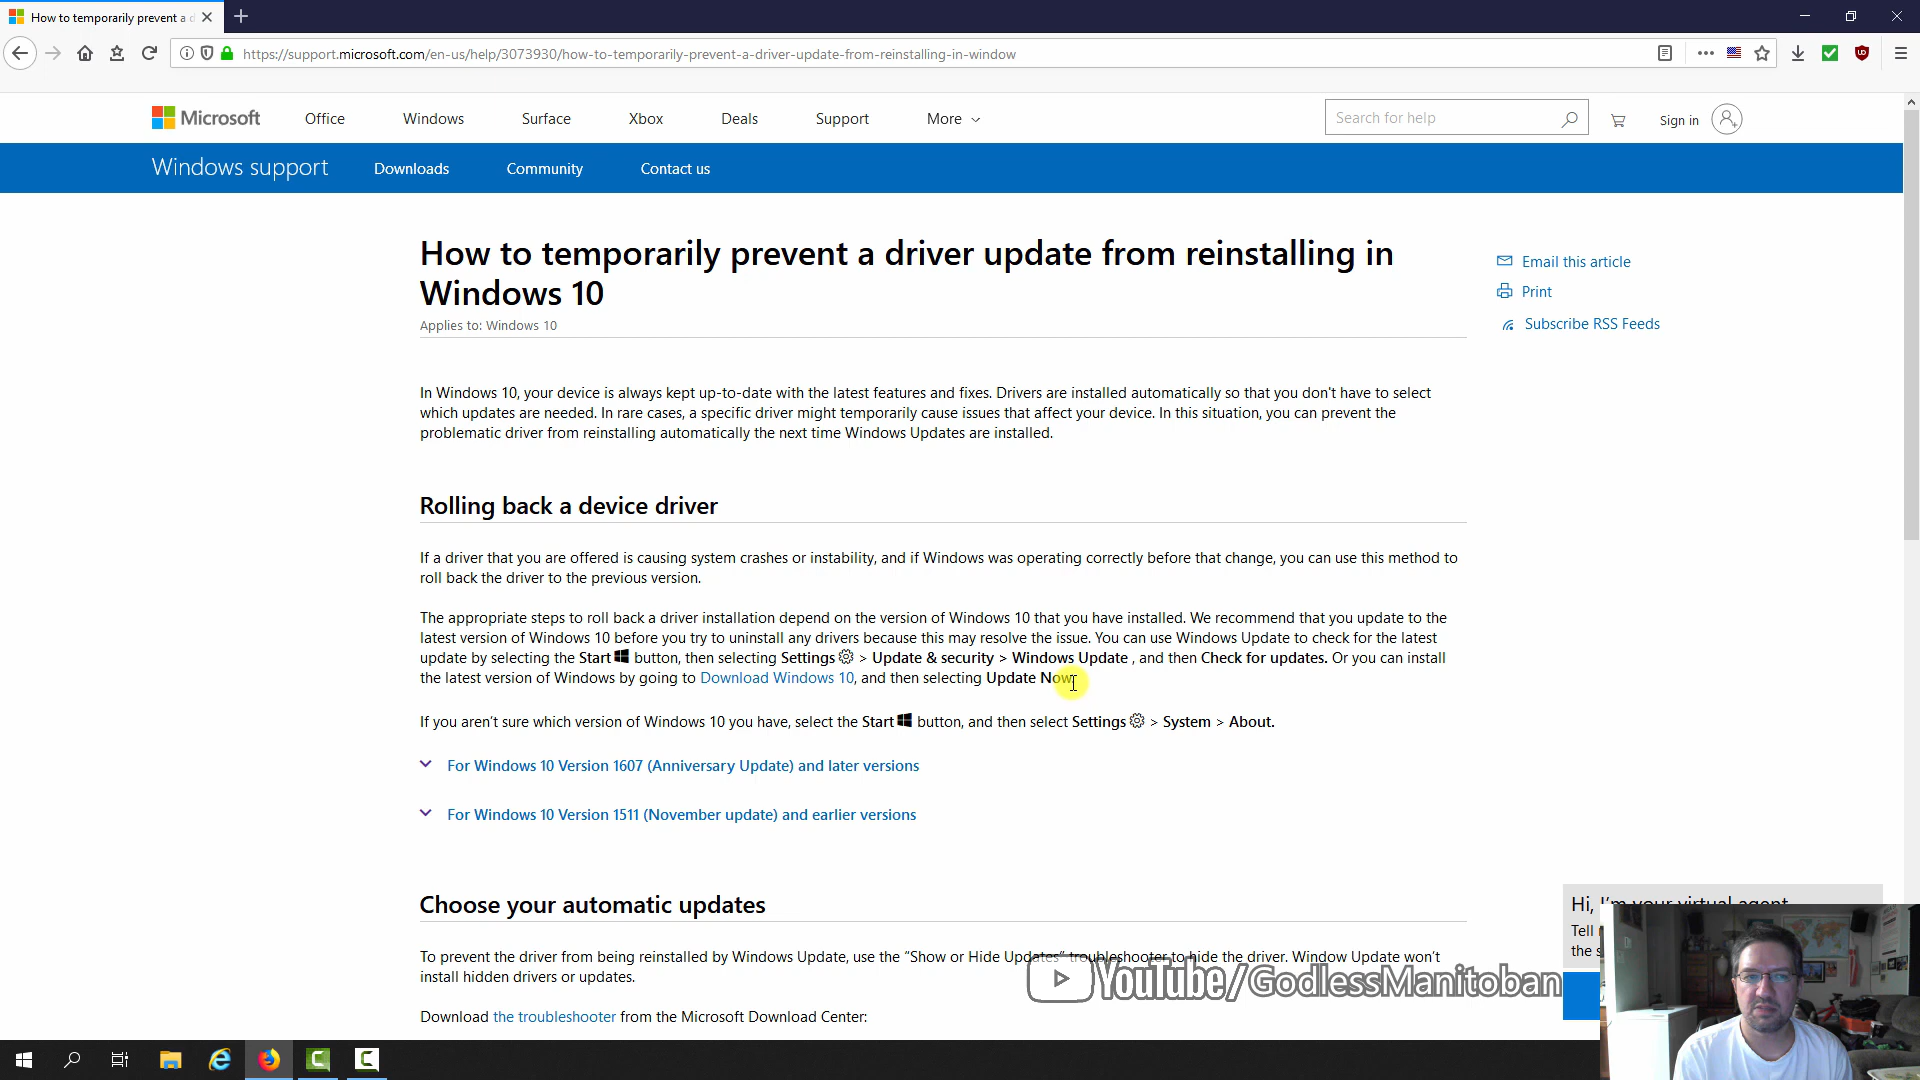 How to temporarily prevent a d
https://support.microsoft.com/en-us/help/3073930/how-to-temporarily-prevent-a-driver-update-from-reinstalling-in-window
Microsoft
Office
Windows
Surface
Xbox
Deals
Support
More
Search for help
Sign in
Windows support
Downloads
Community
Contact us
How to temporarily prevent a driver update from reinstalling in
Windows 10
Applies to: Windows 10
Email this article
Print
Subscribe RSS Feeds
In Windows 10, your device is always kept up-to-date with the latest features and fixes. Drivers are installed automatically so that you don't have to select
which updates are needed. In rare cases, a specific driver might temporarily cause issues that affect your device. In this situation, you can prevent the
problematic driver from reinstalling automatically the next time Windows Updates are installed.
Rolling back a device driver
If a driver that you are offered is causing system crashes or instability, and if Windows was operating correctly before that change, you can use this method to
roll back the driver to the previous version.
The appropriate steps to roll back a driver installation depend on the version of Windows 10 that you have installed. We recommend that you update to the
latest version of Windows 10 before you try to uninstall any drivers because this may resolve the issue. You can use Windows Update to check for the latest
update by selecting the Start button, then selecting Settings > Update & security > Windows Update , and then Check for updates. Or you can install
the latest version of Windows by going to Download Windows 10, and then selecting Update Now.
If you aren't sure which version of Windows 10 you have, select the Start button, and then select Settings > System > About.
For Windows 10 Version 1607 (Anniversary Update) and later versions
For Windows 10 Version 1511 (November update) and earlier versions
Choose your automatic updates
To prevent the driver from being reinstalled by Windows Update, use the “Show or Hide Updates” troubleshooter to hide the driver. Window Update won't
install hidden drivers or updates.
Download the troubleshooter from the Microsoft Download Center:
Hi, I'm your virtual agent
Tell
the s
YouTube/GodlessManitoban